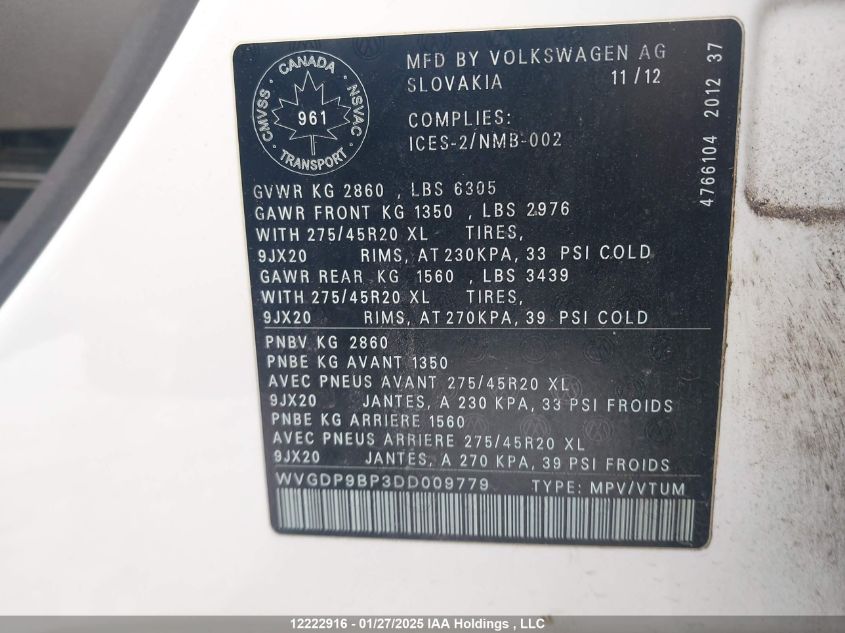 CANADA
CMVSS
NSVAC
961
TRANSPORT
MFD BY VOLKSWAGEN AG
SLOVAKIA 11/12
COMPLIES:
ICES-2/NMB-002
4766104 2012 37
GVWR KG 2860 , LBS 6305
GAWR FRONT KG 1350 , LBS 2976
WITH 275/45R20 XL TIRES,
9JX20 RIMS, AT 230KPA, 33 PSI COLD
GAWR REAR KG 1560 , LBS 3439
WITH 275/45R20 XL TIRES,
9JX20 RIMS, AT 270KPA, 39 PSI COLD
PNBV KG 2860
PNBE KG AVANT 1350
AVEC PNEUS AVANT 275/45R20 XL
9JX20 JANTES, A 230 KPA, 33 PSI FROIDS
PNBE KG ARRIERE 1560
AVEC PNEUS ARRIERE 275/45R20 XL
9JX20 JANTES, A 270 KPA, 39 PSI FROIDS
WVGDP9BP3DD009779 TYPE: MPV/VTUM
12222916 - 01/27/2025 IAA Holdings , LLC